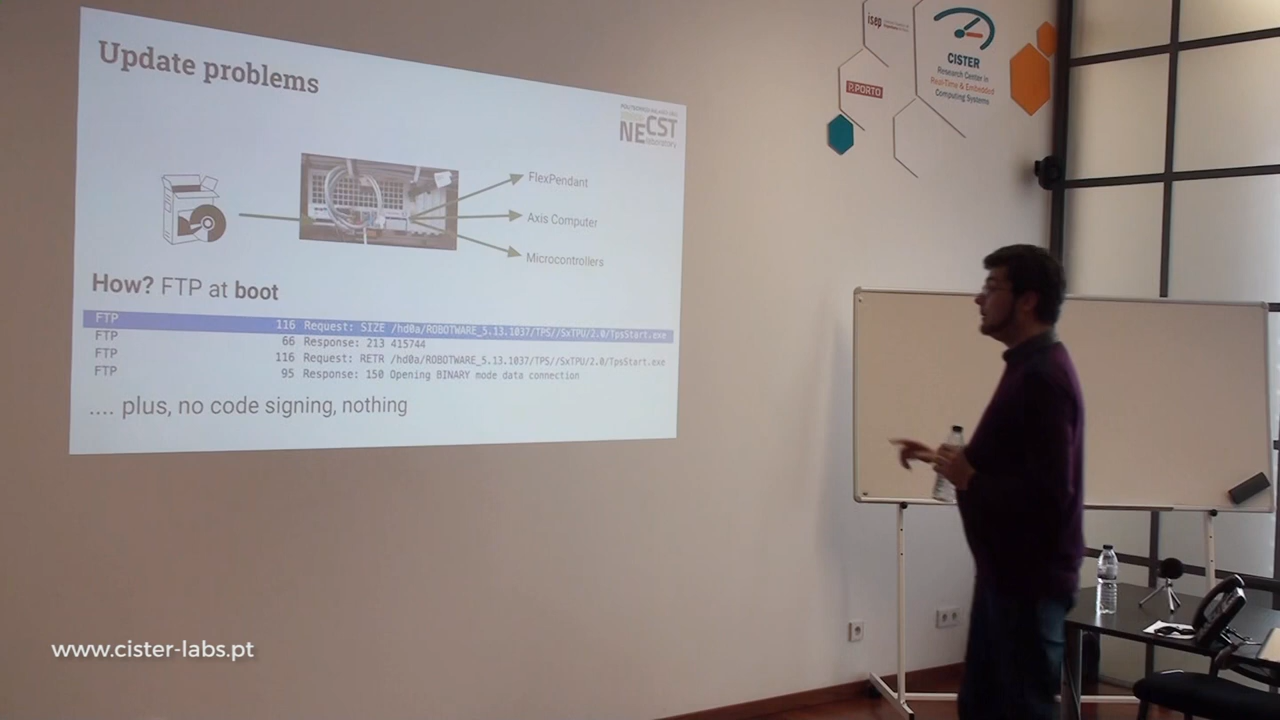 Update problems
NECST
laboratory
FlexPendant
Axis Computer
Microcontrollers
How? FTP at boot
FTP 116 Request: SIZE /hd0a/ROBOTWARE_5.13.1037/TPS//SxTPU/2.0/TpsStart.exe
FTP 66 Response: 213 415744
FTP 116 Request: RETR /hd0a/ROBOTWARE_5.13.1037/TPS//SxTPU/2.0/TpsStart.exe
FTP 95 Response: 150 Opening BINARY mode data connection
.... plus, no code signing, nothing
isep
P.PORTO
CISTER
Research Center in
Real-Time & Embedded
Computing Systems
www.cister-labs.pt